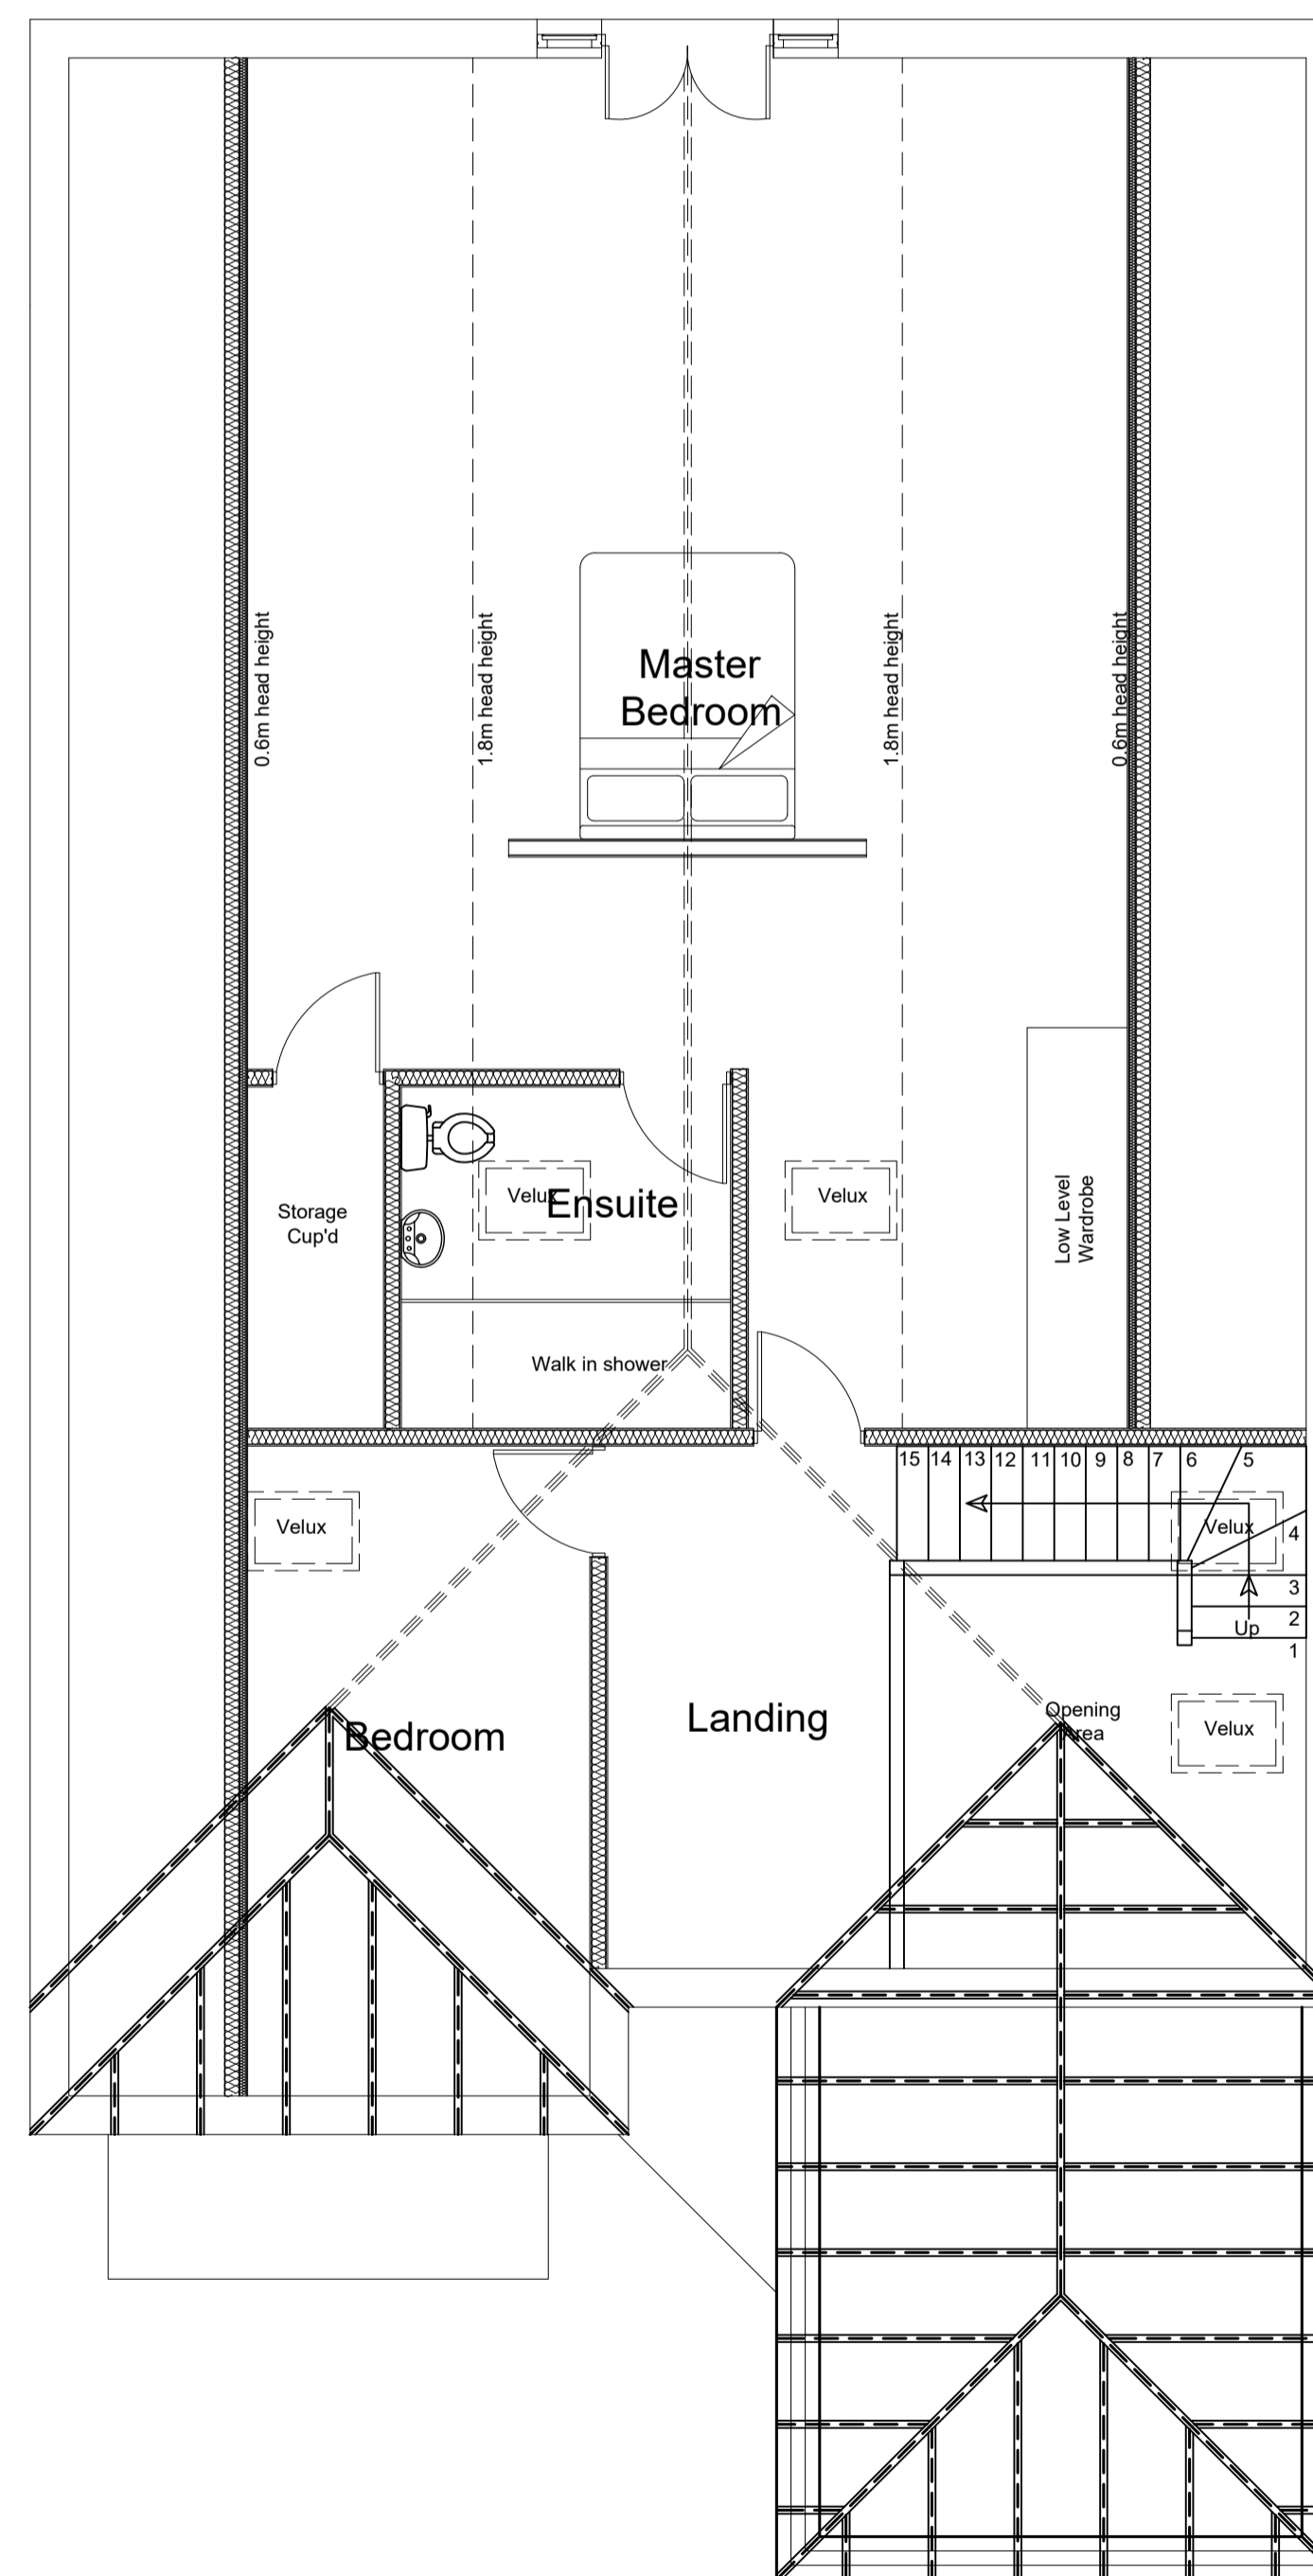 0.6m head height
1.8m head height
Master
Bedroom
1.8m head height
0.6m head height
Storage
Cup'd
Velux
Ensuite
Walk in shower
Velux
Low Level
Wardrobe
Velux
15 14 13 12 11 10 9 8 7 6 5
Velux
4
3
2
Up
1
Bedroom
Landing
Opening
Area
Velux